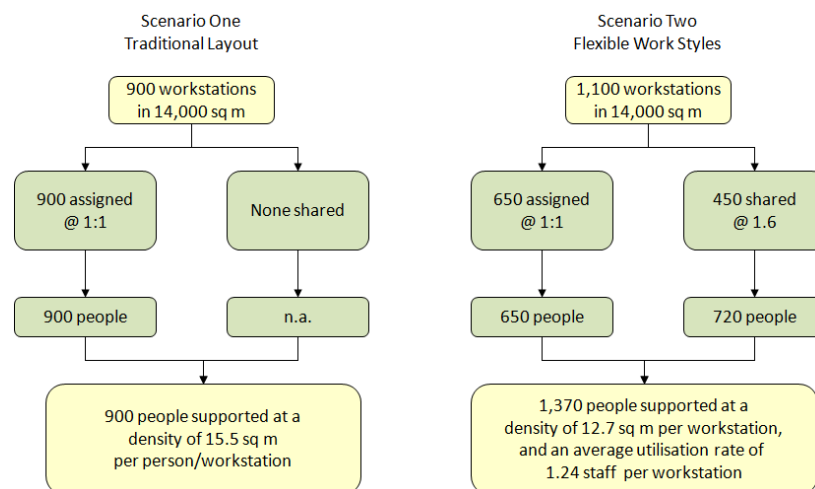 Scenario One
Traditional Layout
900 workstations
in 14,000 sq m
900 assigned
@ 1:1
None shared
900 people
n.a.
900 people supported at a
density of 15.5 sq m
per person/workstation
Scenario Two
Flexible Work Styles
1,100 workstations
in 14,000 sq m
650 assigned
@ 1:1
450 shared
@ 1.6
650 people
720 people
1,370 people supported at a
density of 12.7 sq m per workstation,
and an average utilisation rate of
1.24 staff per workstation